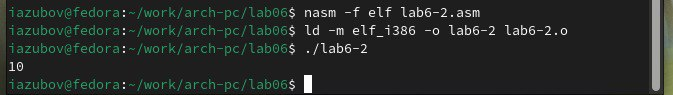 iazubov@fedora:~/work/arch-pc/lab06$ nasm -f elf lab6-2.asm
iazubov@fedora:~/work/arch-pc/lab06$ ld -m elf_i386 -o lab6-2 lab6-2.o
iazubov@fedora:~/work/arch-pc/lab06$ ./lab6-2
10
iazubov@fedora:~/work/arch-pc/lab06$